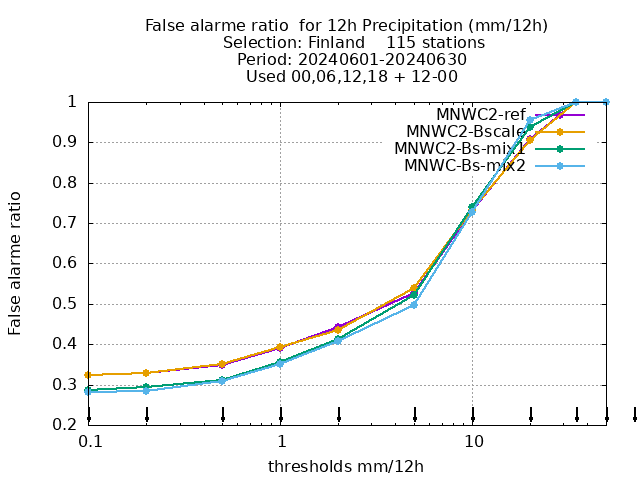 False alarme ratio  for 12h Precipitation (mm/12h)
Selection: Finland    115 stations
Period: 20240601-20240630
Used 00,06,12,18 + 12-00
MNWC2-ref
MNWC2-Bscale
MNWC2-Bs-mix1
MNWC-Bs-mix2
False alarme ratio
1
0.9
0.8
0.7
0.6
0.5
0.4
0.3
0.2
0.1 1 10
thresholds mm/12h